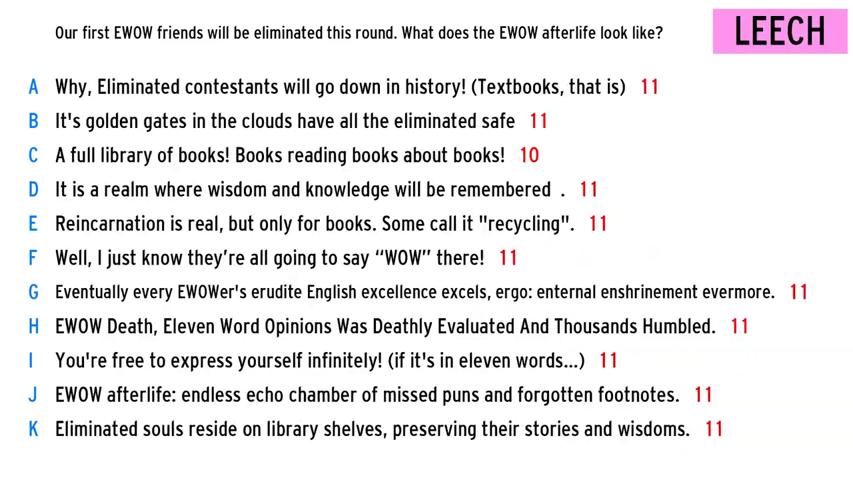 Our first EWOW friends will be eliminated this round. What does the EWOW afterlife look like?
LEECH
A Why, Eliminated contestants will go down in history! (Textbooks, that is) 11
B It's golden gates in the clouds have all the eliminated safe 11
C A full library of books! Books reading books about books! 10
D It is a realm where wisdom and knowledge will be remembered . 11
E Reincarnation is real, but only for books. Some call it "recycling". 11
F Well, I just know they’re all going to say “WOW” there! 11
G Eventually every EWOWer's erudite English excellence excels, ergo: enternal enshrinement evermore. 11
H EWOW Death, Eleven Word Opinions Was Deathly Evaluated And Thousands Humbled. 11
I You're free to express yourself infinitely! (if it's in eleven words...) 11
J EWOW afterlife: endless echo chamber of missed puns and forgotten footnotes. 11
K Eliminated souls reside on library shelves, preserving their stories and wisdoms. 11